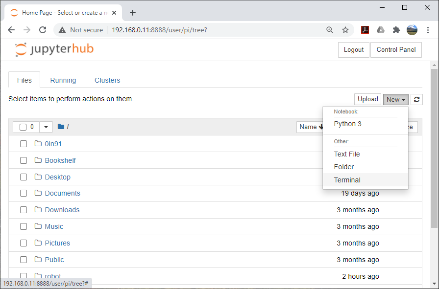 Home Page - Select or create a n
Not secure | 192.168.0.11:8888/user/pi/tree?
jupyterhub
Logout
Control Panel
Files
Running
Clusters
Select items to perform actions on them.
Upload
New
0
/
Name
Notebook:
Python 3
Other:
Text File
Folder
Terminal
Bookshelf
Desktop
Documents
19 days ago
Downloads
3 months ago
Music
3 months ago
Pictures
3 months ago
Public
3 months ago
robot
2 hours ago
192.168.0.11:8888/user/pi/tree?#